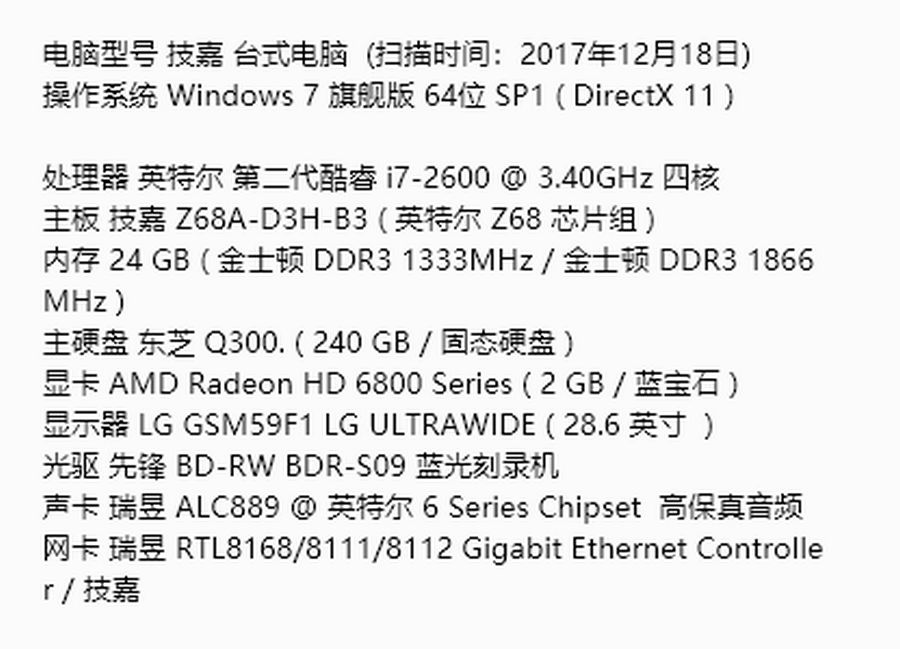 电脑型号 技嘉 台式电脑  (扫描时间：2017年12月18日)
操作系统 Windows 7 旗舰版 64位 SP1 ( DirectX 11 )
处理器 英特尔 第二代酷睿 i7-2600 @ 3.40GHz 四核
主板 技嘉 Z68A-D3H-B3 ( 英特尔 Z68 芯片组 )
内存 24 GB ( 金士顿 DDR3 1333MHz / 金士顿 DDR3 1866
MHz )
主硬盘 东芝 Q300. ( 240 GB / 固态硬盘 )
显卡 AMD Radeon HD 6800 Series ( 2 GB / 蓝宝石 )
显示器 LG GSM59F1 LG ULTRAWIDE ( 28.6 英寸  )
光驱 先锋 BD-RW BDR-S09 蓝光刻录机
声卡 瑞昱 ALC889 @ 英特尔 6 Series Chipset  高保真音频
网卡 瑞昱 RTL8168/8111/8112 Gigabit Ethernet Controlle
r / 技嘉